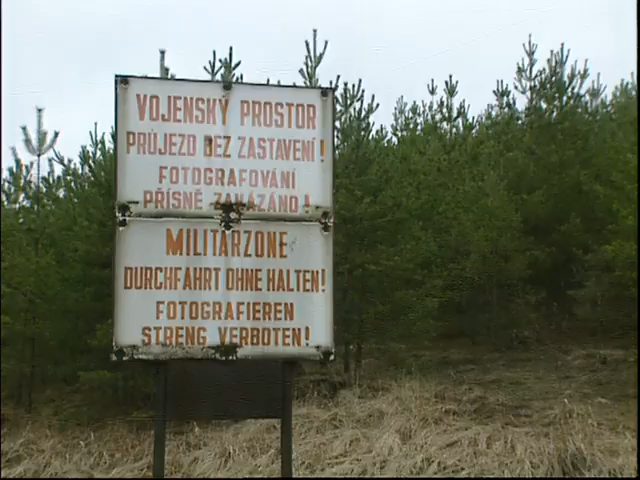 VOJENSKÝ PROSTOR
PRŮJEZD BEZ ZASTAVENÍ!
FOTOGRAFOVÁNÍ
PŘÍSNĚ ZAKÁZÁNO!
MILITÄRZONE
DURCHFAHRT OHNE HALTEN!
FOTOGRAFIEREN
STRENG VERBOTEN!